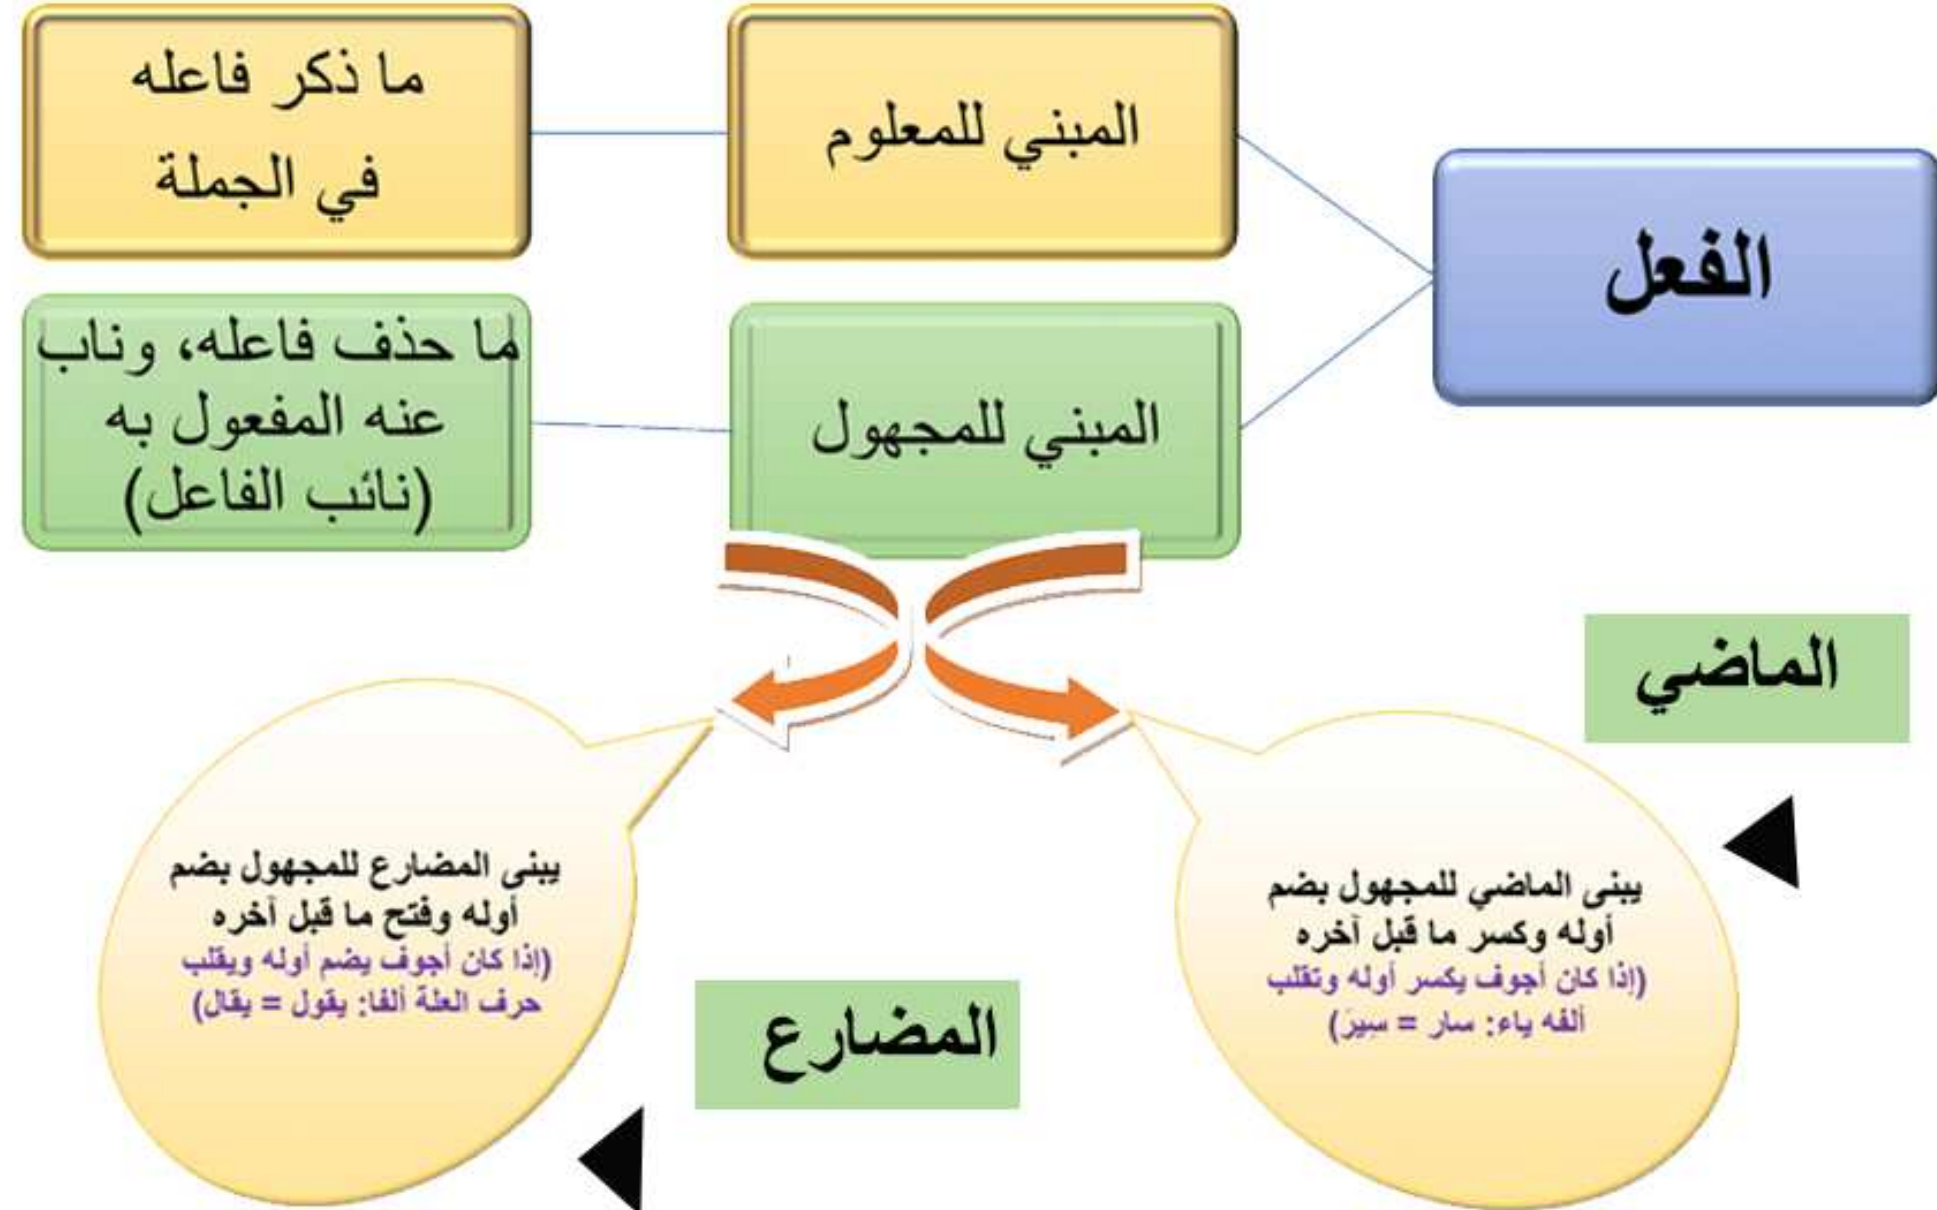 الفعل
المبني للمعلوم
ما ذكر فاعله
في الجملة
المبني للمجهول
ما حذف فاعله، وناب
عنه المفعول به
(نائب الفاعل)
الماضي
يبنى الماضي للمجهول بضم
أوله وكسر ما قبل آخره
(إذا كان أجوف يكسر أوله وتقلب
ألفه ياء: سار = سيرَ)
المضارع
يبنى المضارع للمجهول بضم
أوله وفتح ما قبل آخره
(إذا كان أجوف يضم أوله ويقلب
حرف العلة ألفا: يقول = يقال)